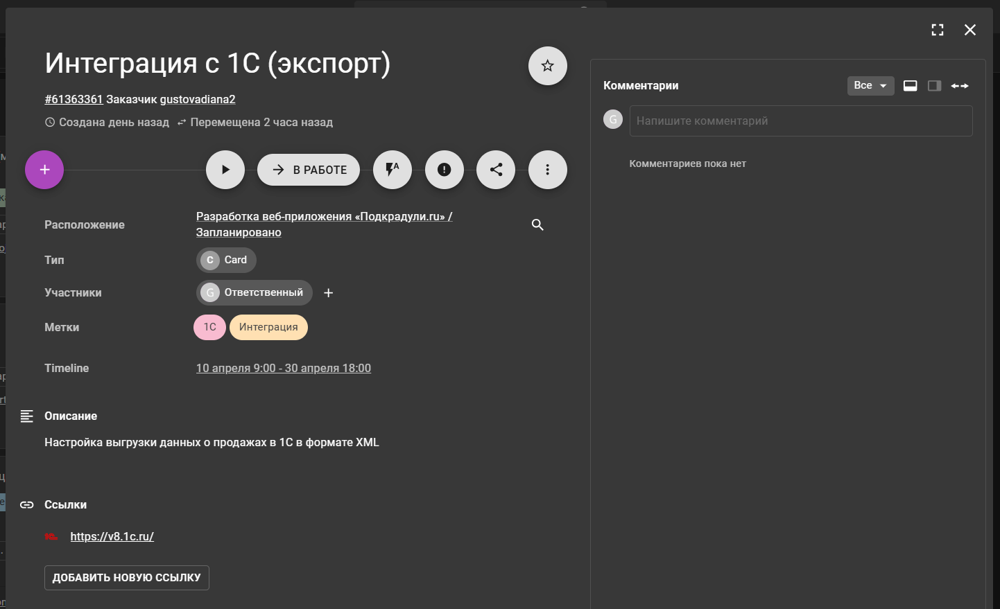 Интеграция с 1С (экспорт)
#61363361 Заказчик gustovadiana2
Создана день назад Перемещена 2 часа назад
В РАБОТЕ
Расположение
Разработка веб-приложения «Подкрадули.ru» /
Запланировано
Тип
C Card
Участники
G Ответственный
Метки
1С Интеграция
Timeline
10 апреля 9:00 - 30 апреля 18:00
Описание
Настройка выгрузки данных о продажах в 1С в формате XML
Ссылки
https://v8.1c.ru/
ДОБАВИТЬ НОВУЮ ССЫЛКУ
Комментарии
Все
G
Напишите комментарий
Комментариев пока нет